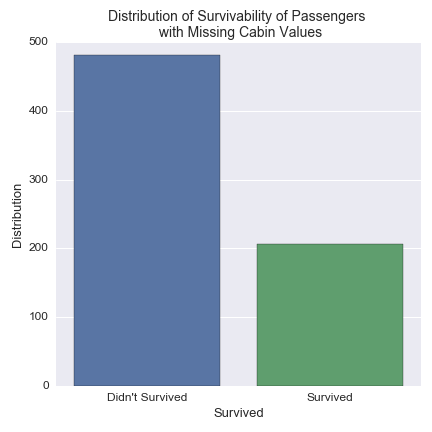 Distribution of Survivability of Passengers
with Missing Cabin Values
500
400
300
200
100
0
Distribution
Didn't Survived
Survived
Survived